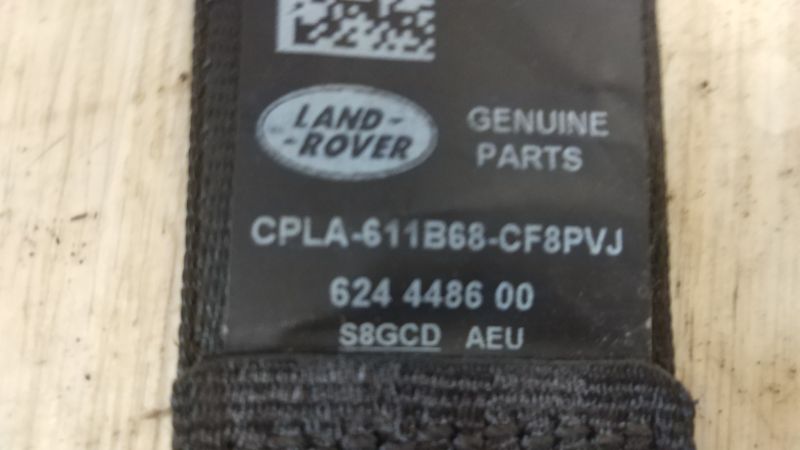 LAND-
-ROVER
GENUINE
PARTS
CPLA-611B68-CF8PVJ
624 4486 00
S8GCD AEU